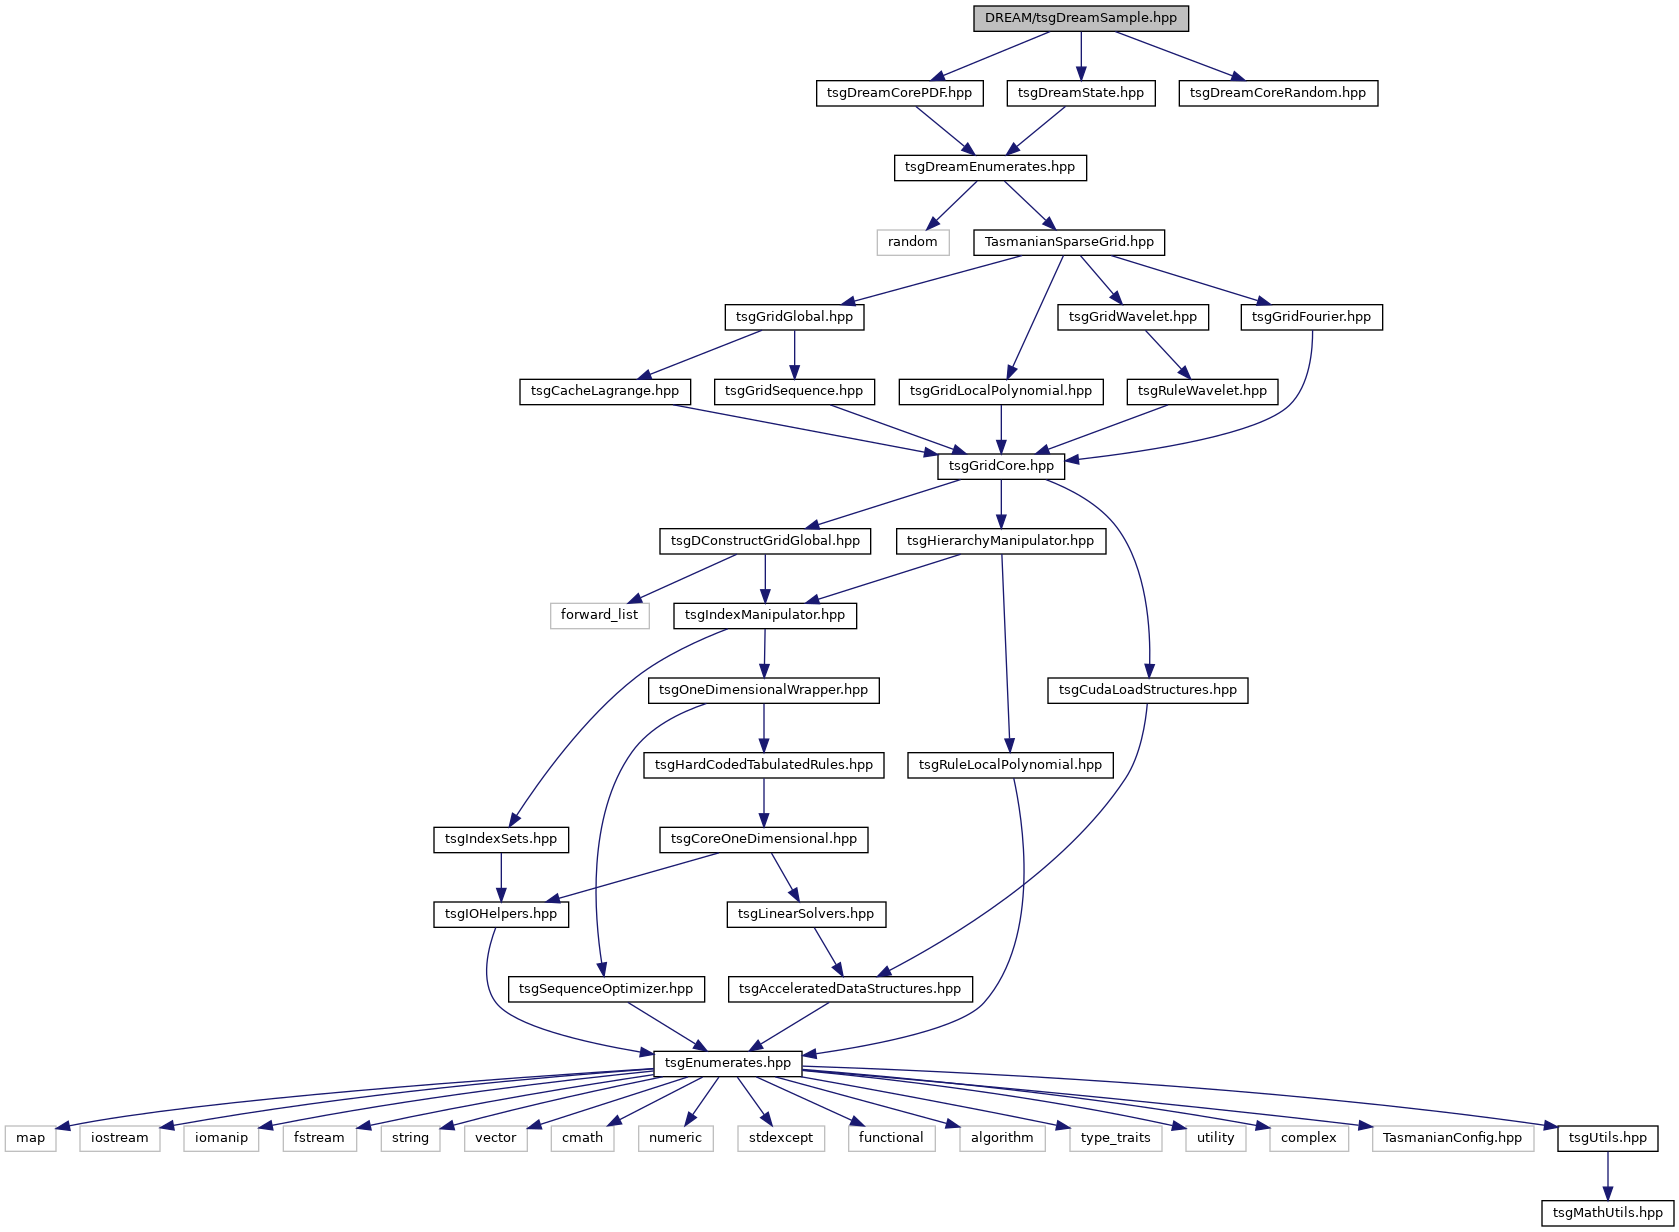 DREAM/tsgDreamSample.hpp
tsgDreamCorePDF.hpp
tsgDreamState.hpp
tsgDreamCoreRandom.hpp
tsgDreamEnumerates.hpp
random
TasmanianSparseGrid.hpp
tsgGridGlobal.hpp
tsgGridWavelet.hpp
tsgGridFourier.hpp
tsgCacheLagrange.hpp
tsgGridSequence.hpp
tsgGridLocalPolynomial.hpp
tsgRuleWavelet.hpp
tsgGridCore.hpp
tsgDConstructGridGlobal.hpp
tsgHierarchyManipulator.hpp
forward_list
tsgIndexManipulator.hpp
tsgOneDimensionalWrapper.hpp
tsgCudaLoadStructures.hpp
tsgHardCodedTabulatedRules.hpp
tsgRuleLocalPolynomial.hpp
tsgIndexSets.hpp
tsgCoreOneDimensional.hpp
tsgIOHelpers.hpp
tsgLinearSolvers.hpp
tsgSequenceOptimizer.hpp
tsgAcceleratedDataStructures.hpp
tsgEnumerates.hpp
map
iostream
iomanip
fstream
string
vector
cmath
numeric
stdexcept
functional
algorithm
type_traits
utility
complex
TasmanianConfig.hpp
tsgUtils.hpp
tsgMathUtils.hpp